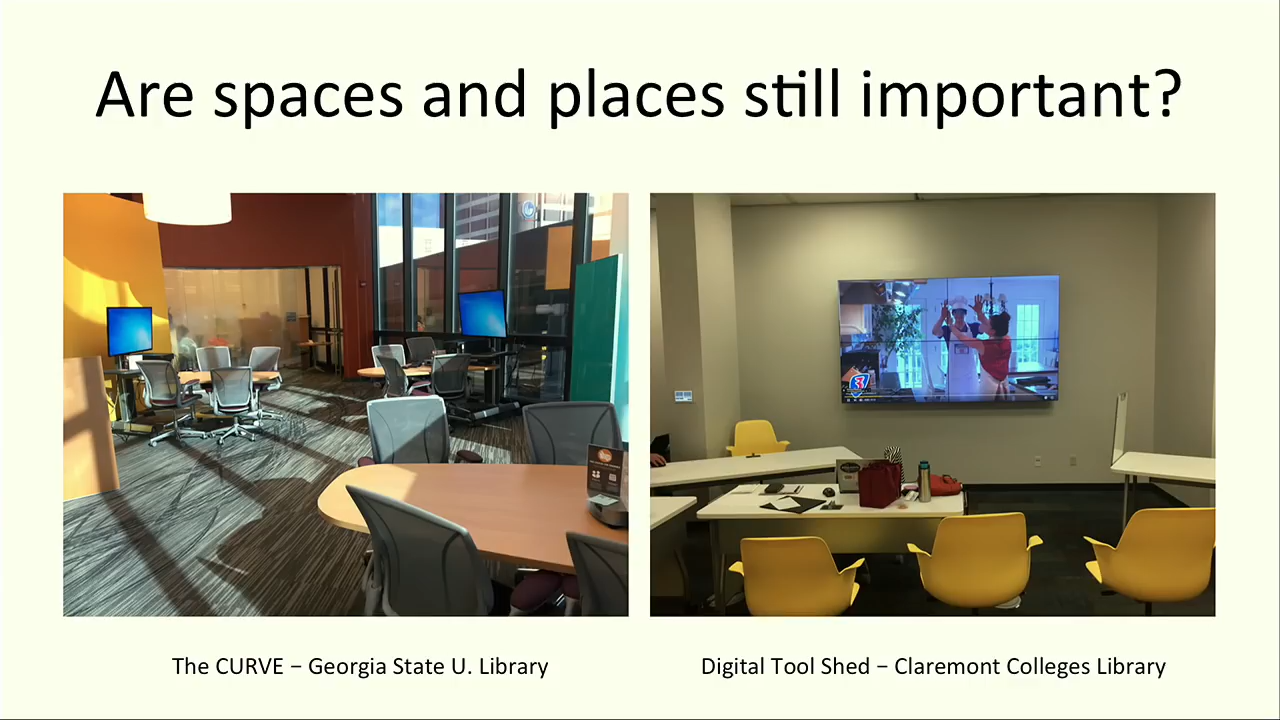 Are spaces and places still important?
The CURVE – Georgia State U. Library
Digital Tool Shed – Claremont Colleges Library